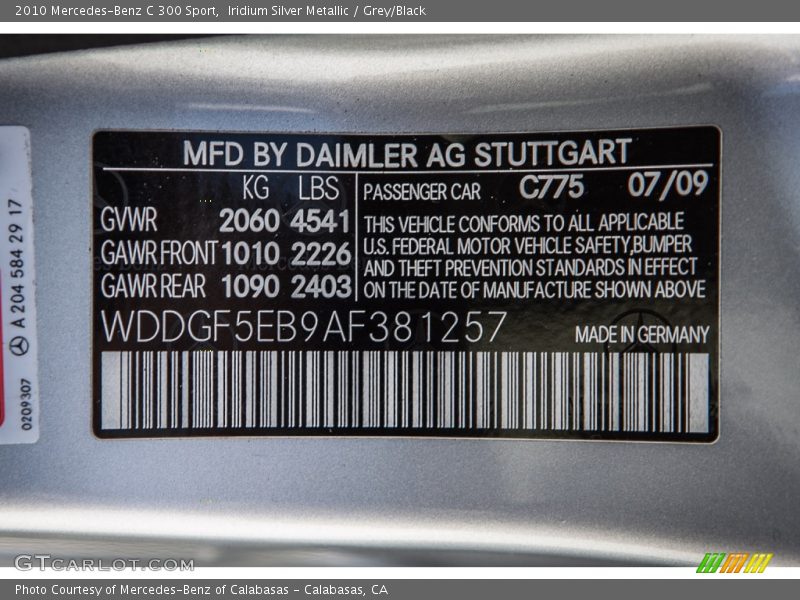 2010 Mercedes-Benz C 300 Sport, Iridium Silver Metallic / Grey/Black
MFD BY DAIMLER AG STUTTGART
KG LBS
GVWR 2060 4541
GAWR FRONT 1010 2226
GAWR REAR 1090 2403
PASSENGER CAR C775 07/09
THIS VEHICLE CONFORMS TO ALL APPLICABLE
U.S. FEDERAL MOTOR VEHICLE SAFETY,BUMPER
AND THEFT PREVENTION STANDARDS IN EFFECT
ON THE DATE OF MANUFACTURE SHOWN ABOVE
WDDGF5EB9AF381257
MADE IN GERMANY
A 204 584 29 17
0209307
GTCARLOT.COM
Photo Courtesy of Mercedes-Benz of Calabasas - Calabasas, CA